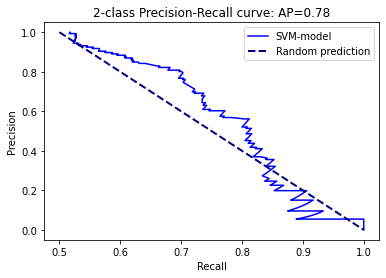 2-class Precision-Recall curve: AP=0.78
SVM-model
Random prediction
Precision
1.0
0.8
0.6
0.4
0.2
0.0
0.5 0.6 0.7 0.8 0.9 1.0
Recall